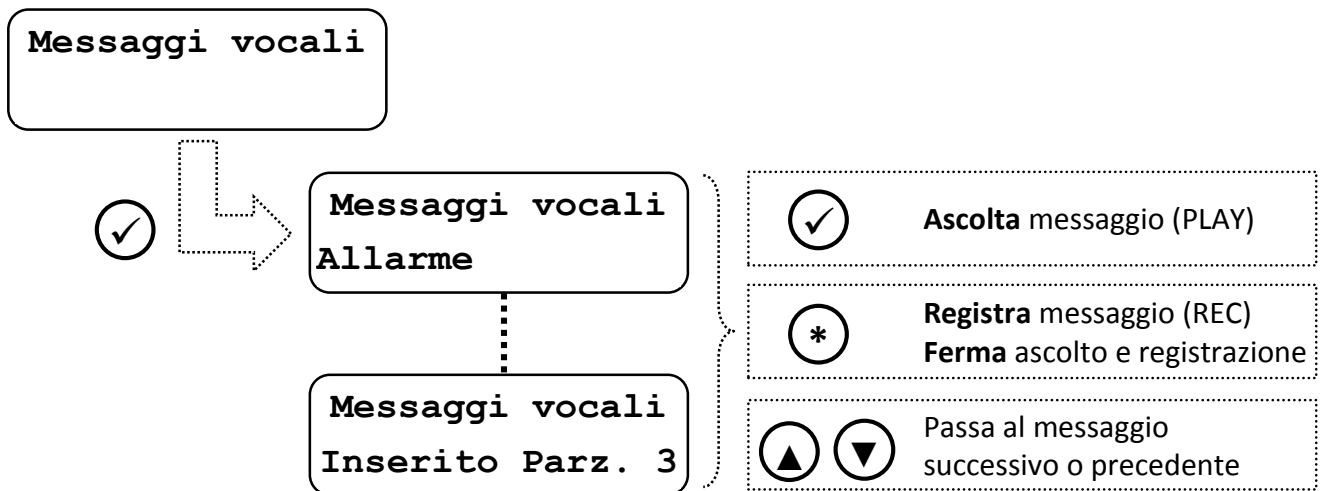 Messaggi vocali
Messaggi vocali
Allarme
Messaggi vocali
Inserito Parz. 3
Ascolta messaggio (PLAY)
*
Registra messaggio (REC)
Ferma ascolto e registrazione
Passa al messaggio
successivo o precedente